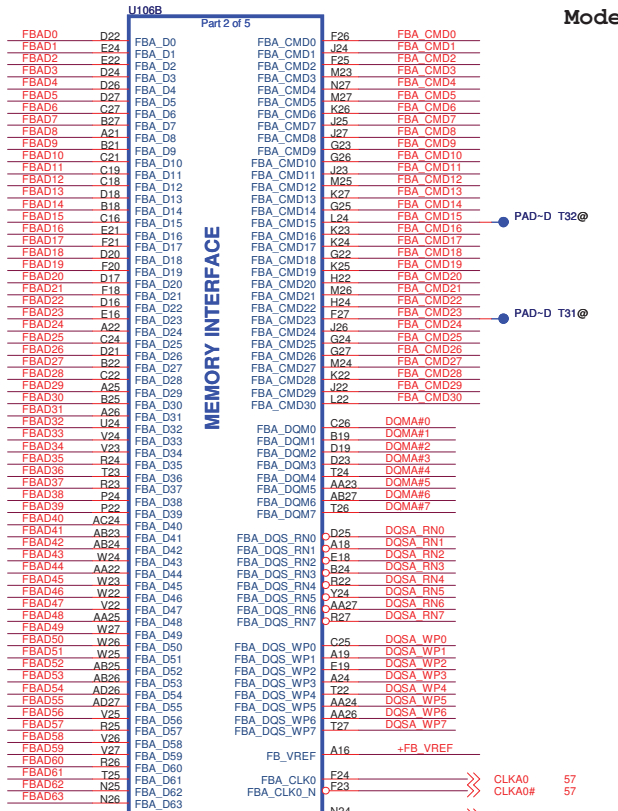 U106B
Part 2 of 5
Mode
FBAD0 D22 FBA_D0 FBA_CMD0 F26 FBA_CMD0
FBAD1 E24 FBA_D1 FBA_CMD1 J24 FBA_CMD1
FBAD2 E22 FBA_D2 FBA_CMD2 F25 FBA_CMD2
FBAD3 D24 FBA_D3 FBA_CMD3 M23 FBA_CMD3
FBAD4 D26 FBA_D4 FBA_CMD4 N27 FBA_CMD4
FBAD5 D27 FBA_D5 FBA_CMD5 M27 FBA_CMD5
FBAD6 C27 FBA_D6 FBA_CMD6 K26 FBA_CMD6
FBAD7 B27 FBA_D7 FBA_CMD7 J25 FBA_CMD7
FBAD8 A21 FBA_D8 FBA_CMD8 J27 FBA_CMD8
FBAD9 B21 FBA_D9 FBA_CMD9 G23 FBA_CMD9
FBAD10 C21 FBA_D10 FBA_CMD10 G26 FBA_CMD10
FBAD11 C19 FBA_D11 FBA_CMD11 J23 FBA_CMD11
FBAD12 C18 FBA_D12 FBA_CMD12 M25 FBA_CMD12
FBAD13 D18 FBA_D13 FBA_CMD13 K27 FBA_CMD13
FBAD14 B18 FBA_D14 FBA_CMD14 G25 FBA_CMD14
FBAD15 C16 FBA_D15 FBA_CMD15 L24 FBA_CMD15 PAD~D T32@
FBAD16 E21 FBA_D16 FBA_CMD16 K23 FBA_CMD16
FBAD17 F21 FBA_D17 FBA_CMD17 K24 FBA_CMD17
FBAD18 D20 FBA_D18 FBA_CMD18 G22 FBA_CMD18
FBAD19 F20 FBA_D19 FBA_CMD19 K25 FBA_CMD19
FBAD20 D17 FBA_D20 FBA_CMD20 H22 FBA_CMD20
FBAD21 F18 FBA_D21 FBA_CMD21 M26 FBA_CMD21
FBAD22 D16 FBA_D22 FBA_CMD22 H24 FBA_CMD22
FBAD23 E16 FBA_D23 FBA_CMD23 F27 FBA_CMD23 PAD~D T31@
FBAD24 A22 FBA_D24 FBA_CMD24 J26 FBA_CMD24
FBAD25 C24 FBA_D25 FBA_CMD25 G24 FBA_CMD25
FBAD26 D21 FBA_D26 FBA_CMD26 G27 FBA_CMD26
FBAD27 B22 FBA_D27 FBA_CMD27 M24 FBA_CMD27
FBAD28 C22 FBA_D28 FBA_CMD28 K22 FBA_CMD28
FBAD29 A25 FBA_D29 FBA_CMD29 J22 FBA_CMD29
FBAD30 B25 FBA_D30 FBA_CMD30 L22 FBA_CMD30
FBAD31 A26 FBA_D31
MEMORY INTERFACE
FBAD32 U24 FBA_D32 FBA_DQM0 C26 DQMA#0
FBAD33 V24 FBA_D33 FBA_DQM1 B19 DQMA#1
FBAD34 V23 FBA_D34 FBA_DQM2 D19 DQMA#2
FBAD35 R24 FBA_D35 FBA_DQM3 D23 DQMA#3
FBAD36 T23 FBA_D36 FBA_DQM4 T24 DQMA#4
FBAD37 R23 FBA_D37 FBA_DQM5 AA23 DQMA#5
FBAD38 P24 FBA_D38 FBA_DQM6 AB27 DQMA#6
FBAD39 P22 FBA_D39 FBA_DQM7 T26 DQMA#7
FBAD40 AC24 FBA_D40
FBAD41 AB23 FBA_D41 FBA_DQS_RN0 D25 DQSA_RN0
FBAD42 AB24 FBA_D42 FBA_DQS_RN1 A18 DQSA_RN1
FBAD43 W24 FBA_D43 FBA_DQS_RN2 E18 DQSA_RN2
FBAD44 AA22 FBA_D44 FBA_DQS_RN3 B24 DQSA_RN3
FBAD45 W23 FBA_D45 FBA_DQS_RN4 R22 DQSA_RN4
FBAD46 W22 FBA_D46 FBA_DQS_RN5 Y24 DQSA_RN5
FBAD47 V22 FBA_D47 FBA_DQS_RN6 AA27 DQSA_RN6
FBAD48 AA25 FBA_D48 FBA_DQS_RN7 R27 DQSA_RN7
FBAD49 W27 FBA_D49
FBAD50 W26 FBA_D50 FBA_DQS_WP0 C25 DQSA_WP0
FBAD51 W25 FBA_D51 FBA_DQS_WP1 A19 DQSA_WP1
FBAD52 AB25 FBA_D52 FBA_DQS_WP2 E19 DQSA_WP2
FBAD53 AB26 FBA_D53 FBA_DQS_WP3 A24 DQSA_WP3
FBAD54 AD26 FBA_D54 FBA_DQS_WP4 T22 DQSA_WP4
FBAD55 AD27 FBA_D55 FBA_DQS_WP5 AA24 DQSA_WP5
FBAD56 V25 FBA_D56 FBA_DQS_WP6 AA26 DQSA_WP6
FBAD57 R25 FBA_D57 FBA_DQS_WP7 T27 DQSA_WP7
FBAD58 V26 FBA_D58
FBAD59 V27 FBA_D59 FB_VREF A16 +FB_VREF
FBAD60 R26 FBA_D60
FBAD61 T25 FBA_D61 FBA_CLK0 F24 CLKA0 57
FBAD62 N25 FBA_D62 FBA_CLK0_N F23 CLKA0# 57
FBAD63 N26 FBA_D63 N24